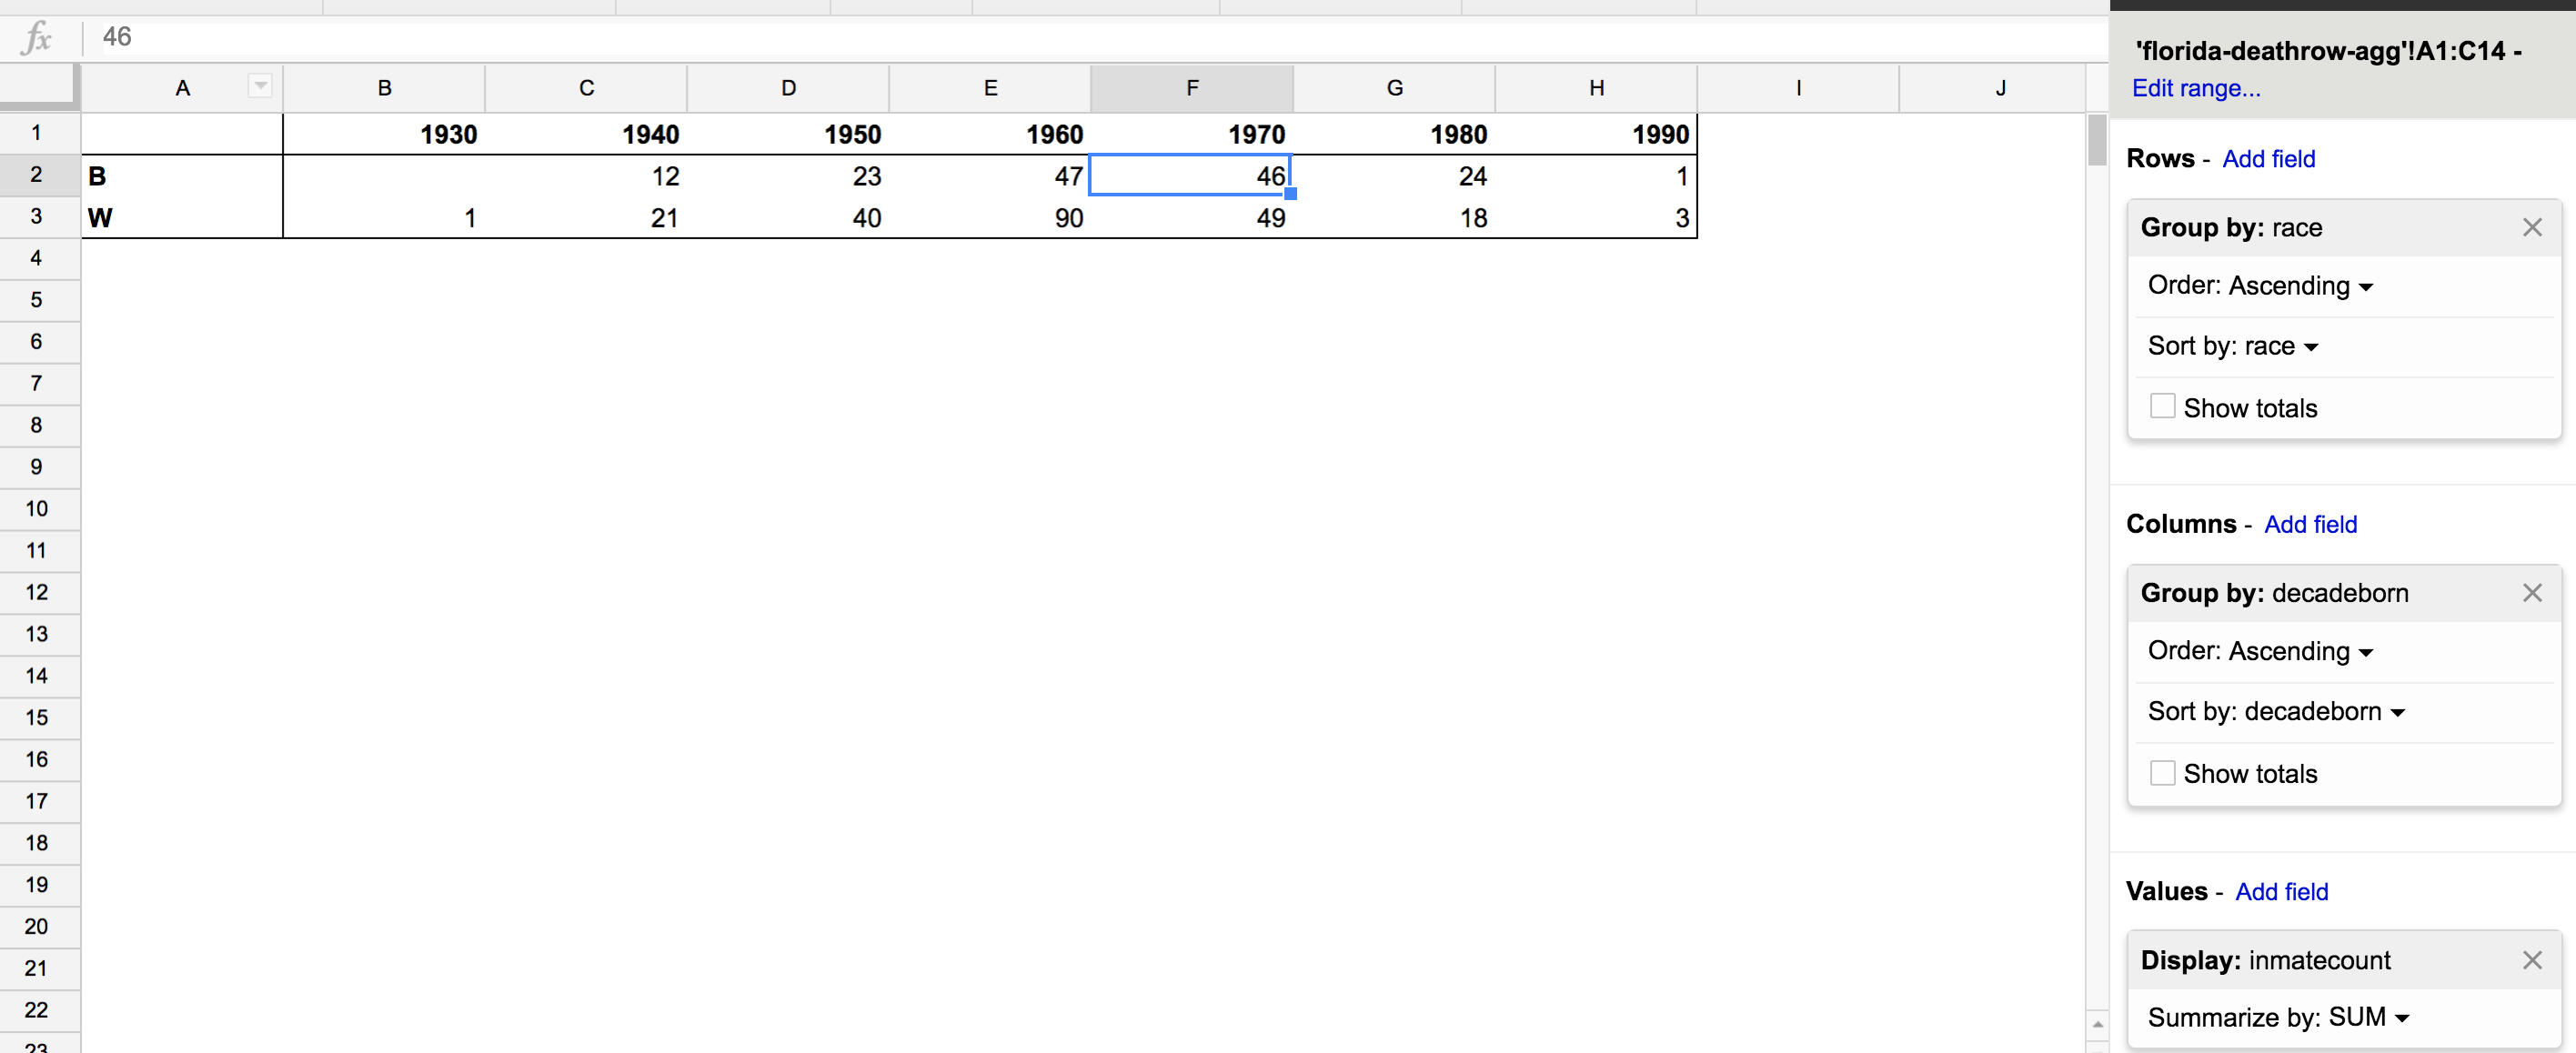 fx 46
A B C D E F G H I J
1 1930 1940 1950 1960 1970 1980 1990
2 B 12 23 47 46 24 1
3 W 1 21 40 90 49 18 3
4
5
6
7
8
9
10
11
12
13
14
15
16
17
18
19
20
21
22
23
'florida-deathrow-agg'!A1:C14 -
Edit range...
Rows - Add field
Group by: race
Order: Ascending
Sort by: race
Show totals
Columns - Add field
Group by: decadeborn
Order: Ascending
Sort by: decadeborn
Show totals
Values - Add field
Display: inmatecount
Summarize by: SUM